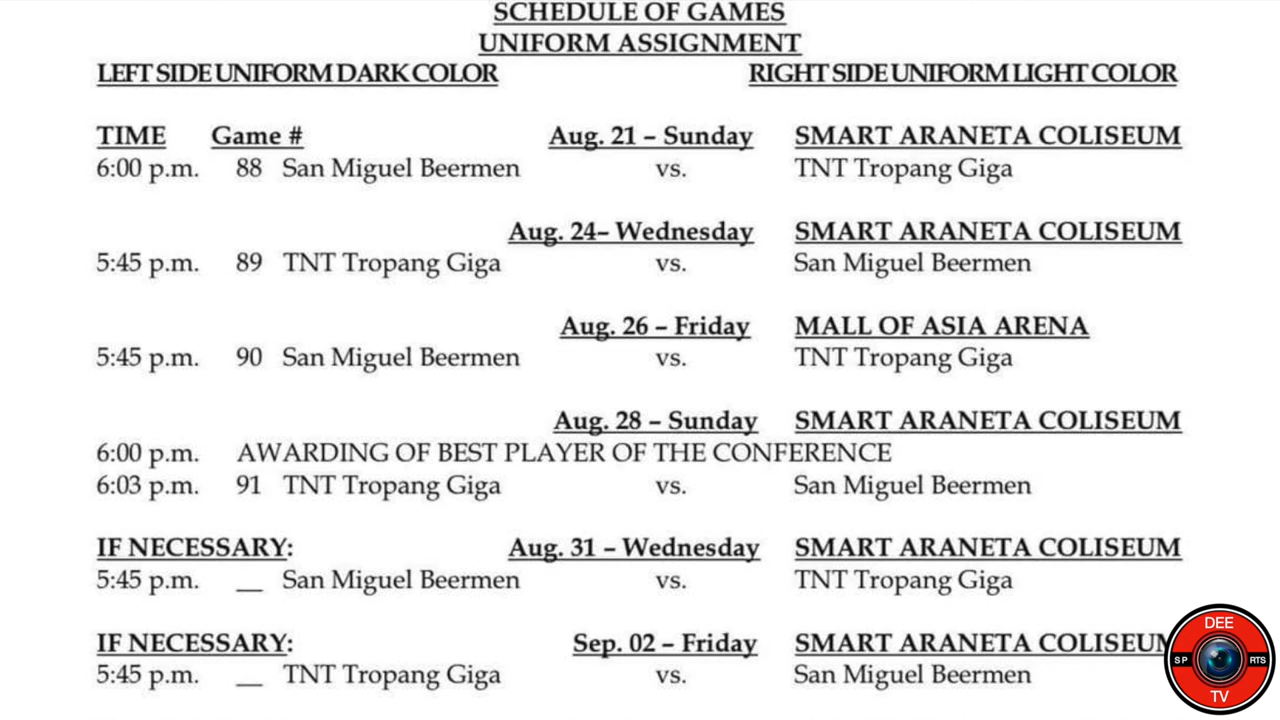 SCHEDULE OF GAMES
UNIFORM ASSIGNMENT
LEFT SIDE UNIFORM DARK COLOR RIGHT SIDE UNIFORM LIGHT COLOR
TIME Game # Aug. 21 – Sunday SMART ARANETA COLISEUM
6:00 p.m. 88 San Miguel Beermen vs. TNT Tropang Giga
Aug. 24– Wednesday SMART ARANETA COLISEUM
5:45 p.m. 89 TNT Tropang Giga vs. San Miguel Beermen
Aug. 26 – Friday MALL OF ASIA ARENA
5:45 p.m. 90 San Miguel Beermen vs. TNT Tropang Giga
Aug. 28 – Sunday SMART ARANETA COLISEUM
6:00 p.m. AWARDING OF BEST PLAYER OF THE CONFERENCE
6:03 p.m. 91 TNT Tropang Giga vs. San Miguel Beermen
IF NECESSARY: Aug. 31 – Wednesday SMART ARANETA COLISEUM
5:45 p.m. __ San Miguel Beermen vs. TNT Tropang Giga
IF NECESSARY: Sep. 02 – Friday SMART ARANETA COLISEUM
5:45 p.m. __ TNT Tropang Giga vs. San Miguel Beermen
DEE
SP RTS
TV